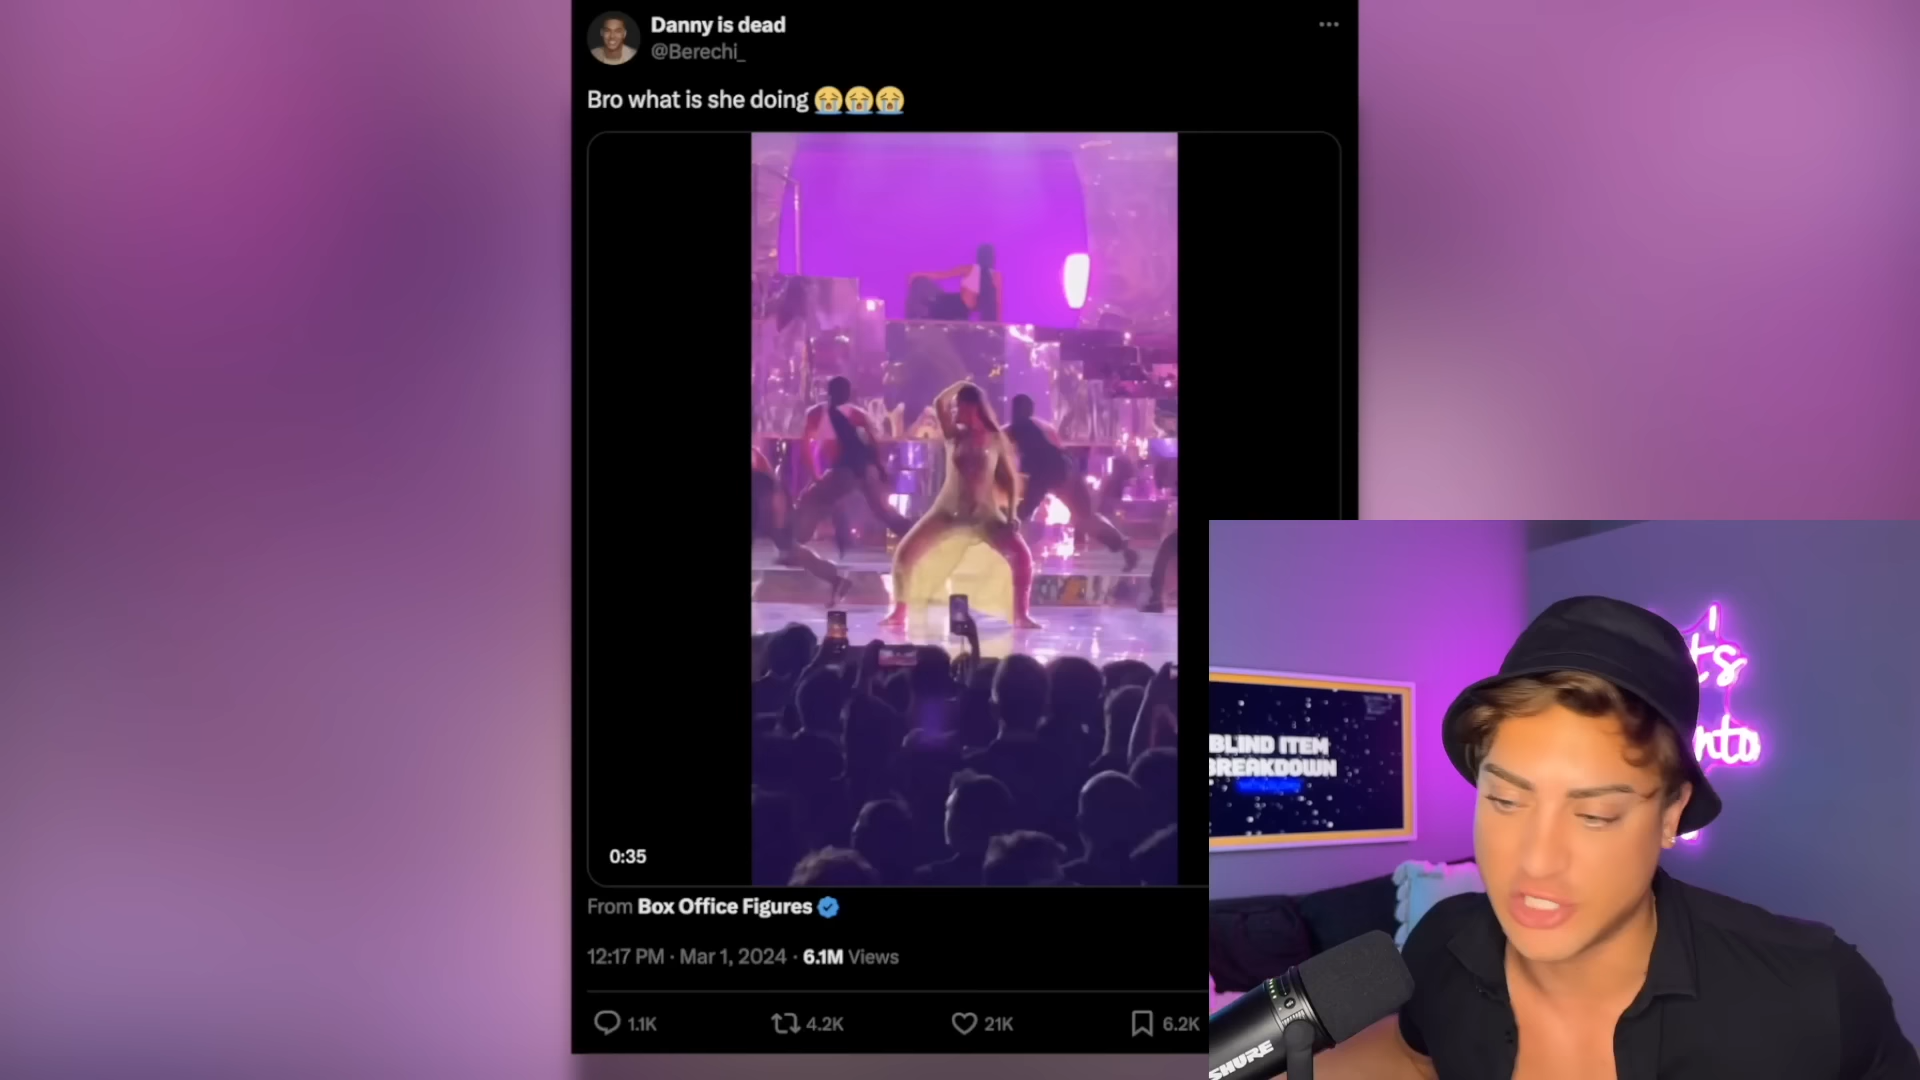 Danny is dead
@Berechi_
Bro what is she doing 😭😭😭
0:35
From Box Office Figures
12:17 PM · Mar 1, 2024 · 6.1M Views
1.1K 4.2K 21K 6.2K
BLIND ITEM
BREAKDOWN
SHURE